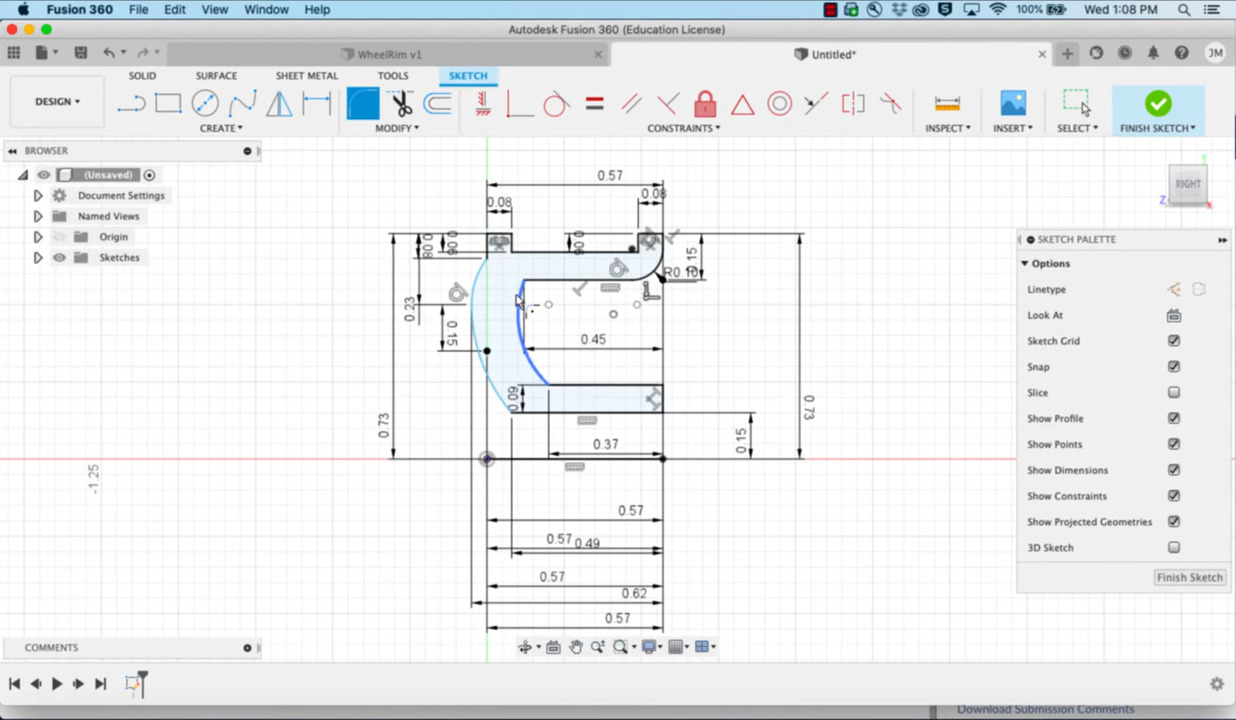 Fusion 360 File Edit View Window Help 100% Wed 1:08 PM
Autodesk Fusion 360 (Education License)
WheelRim v1 Untitled* JM
SOLID SURFACE SHEET METAL TOOLS SKETCH
DESIGN
CREATE MODIFY CONSTRAINTS INSPECT INSERT SELECT FINISH SKETCH
BROWSER
(Unsaved)
Document Settings
Named Views
Origin
Sketches
RIGHT
Y
Z
X
0.57
0.08 0.08
0.08 0.06 0.06 0.15
R0.10
0.23
0.15
0.45
0.73 0.09 0.73
0.37 0.15
-1.25
0.57
0.57 0.49
0.57
0.62
0.57
SKETCH PALETTE
Options
Linetype
Look At
Sketch Grid
Snap
Slice
Show Profile
Show Points
Show Dimensions
Show Constraints
Show Projected Geometries
3D Sketch
Finish Sketch
COMMENTS
Download Submission Comments